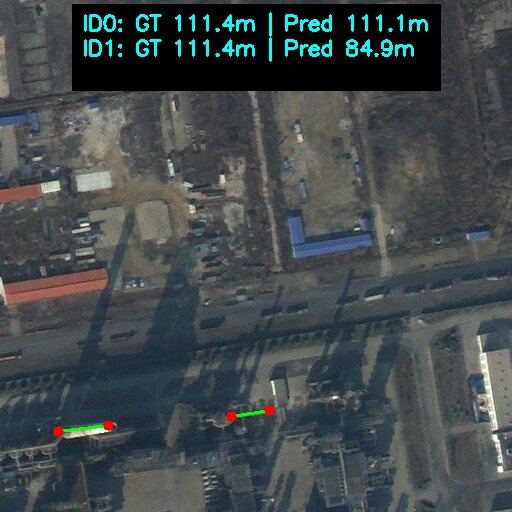 ID0: GT 111.4m | Pred 111.1m
ID1: GT 111.4m | Pred 84.9m